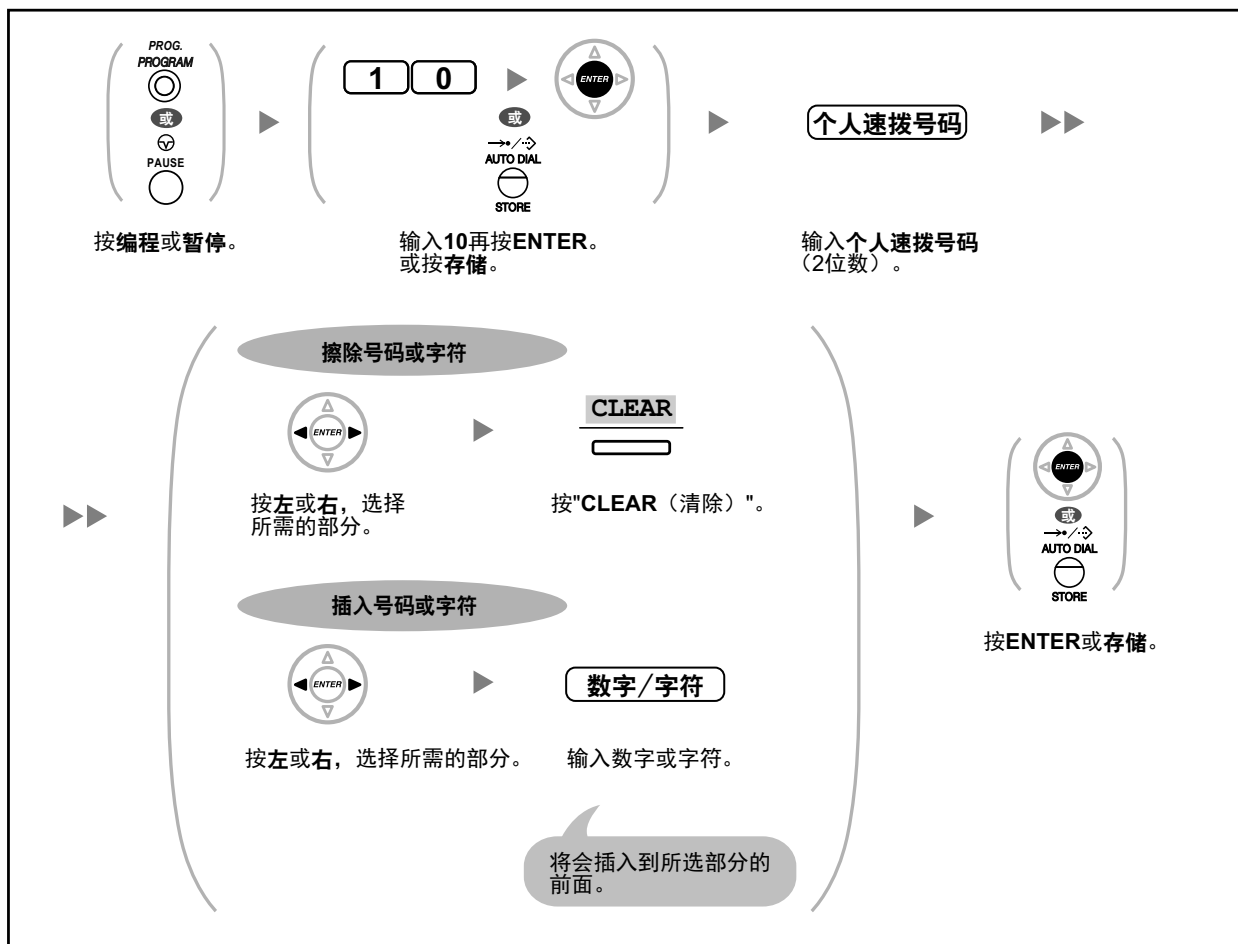 PROG.
PROGRAM
或
PAUSE
按编程或暂停。
1 0
ENTER
或
AUTO DIAL
STORE
输入10再按ENTER。
或按存储。
个人速拨号码
输入个人速拨号码
（2位数）。
擦除号码或字符
ENTER
按左或右，选择
所需的部分。
CLEAR
按"CLEAR（清除）"。
插入号码或字符
ENTER
按左或右，选择所需的部分。
数字/字符
输入数字或字符。
将会插入到所选部分的
前面。
ENTER
或
AUTO DIAL
STORE
按ENTER或存储。